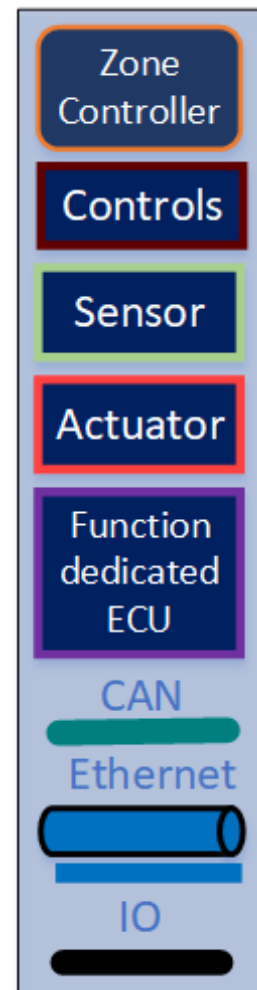 Zone
Controller
Controls
Sensor
Actuator
Function
dedicated
ECU
CAN
Ethernet
IO